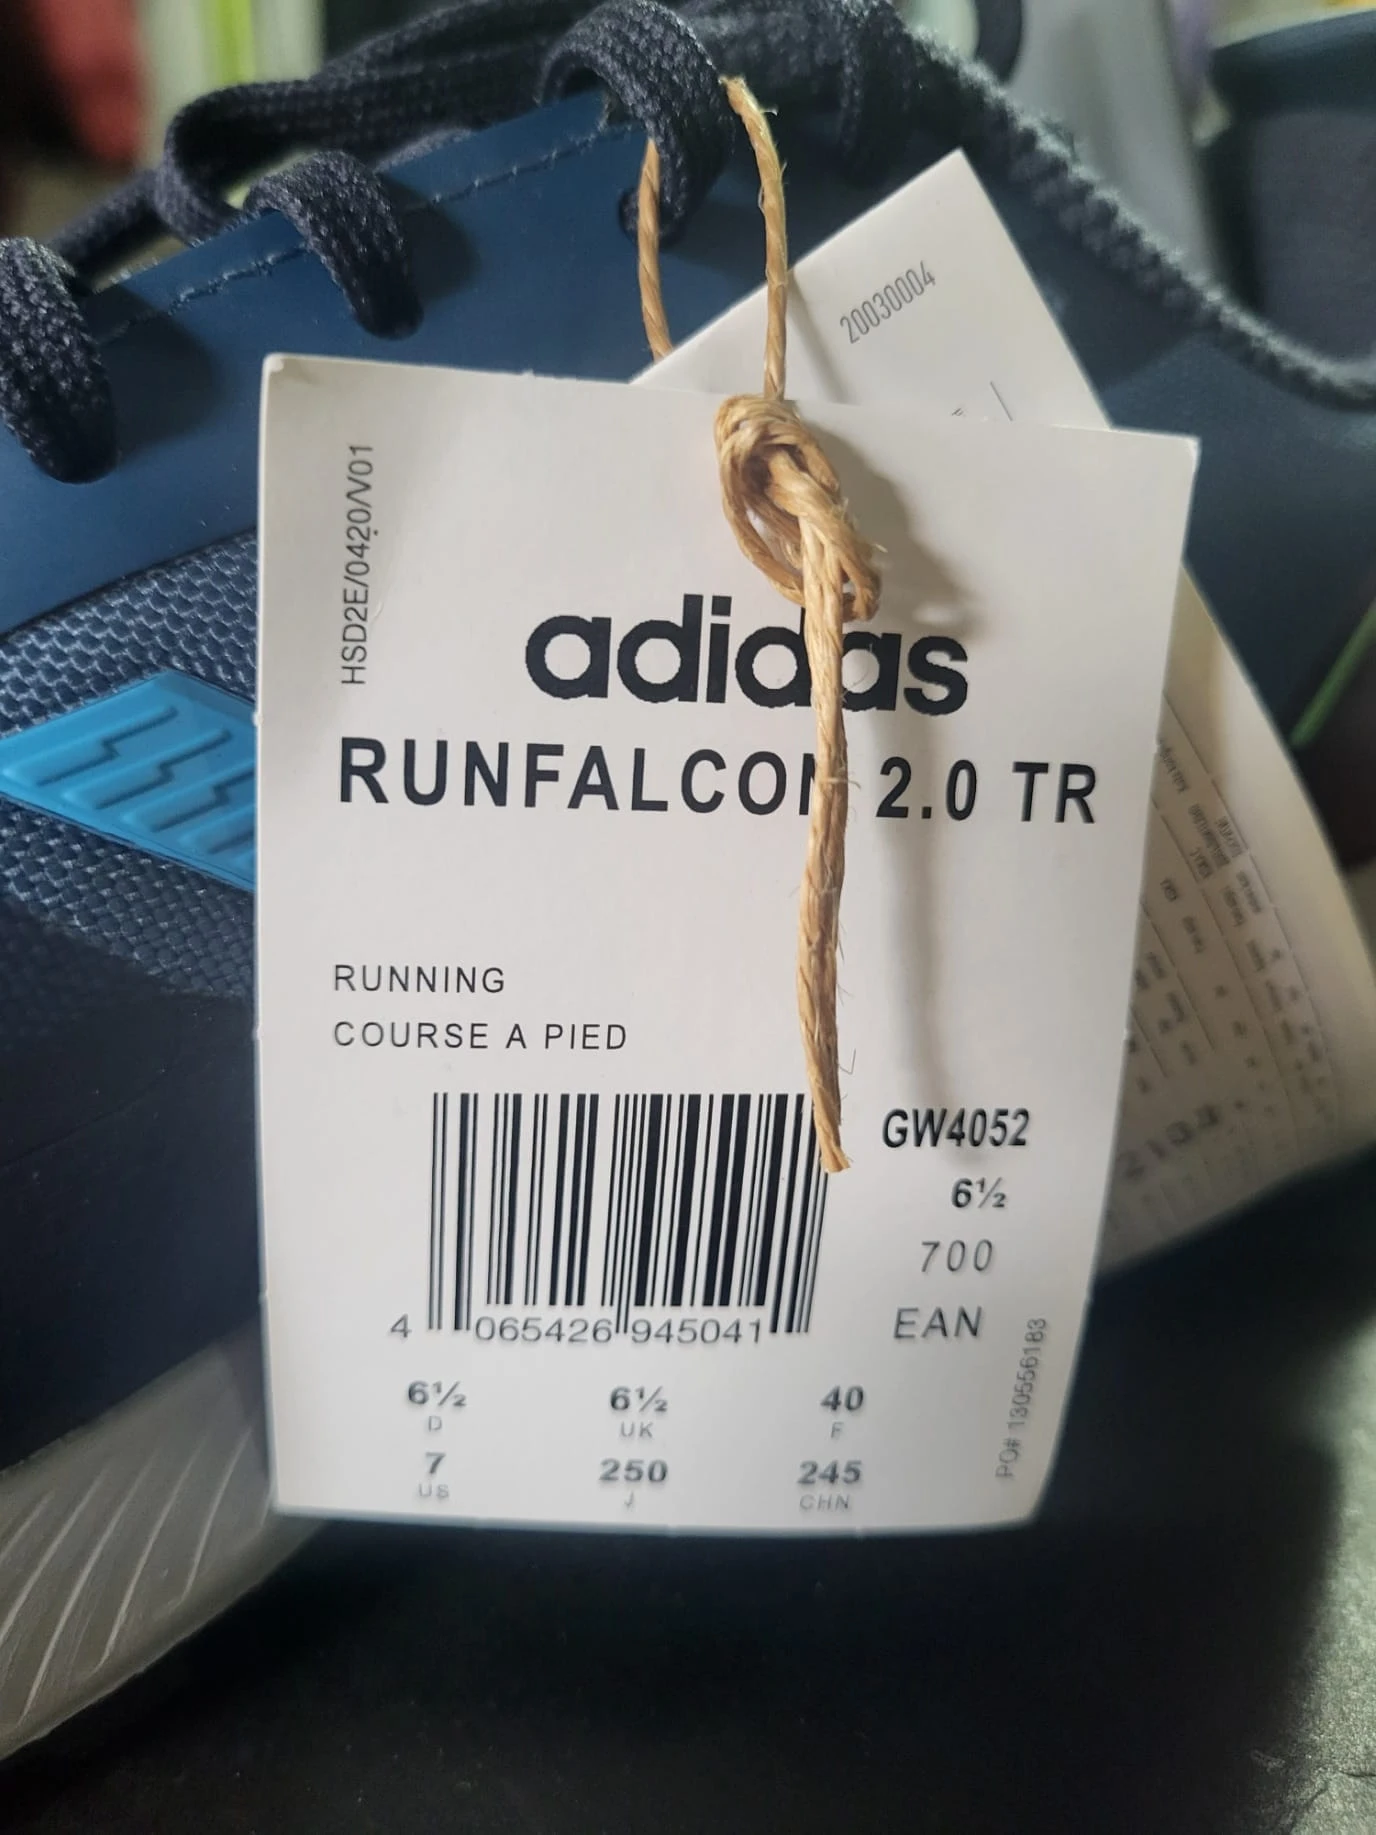 20030004
HSD2E/0420/V01
adidas
RUNFALCON 2.0 TR
RUNNING
COURSE A PIED
GW4052
6½
700
EAN
4 065426 945041
6½ 6½ 40
D UK F
7 250 245
US J CHN
PO# 130556183